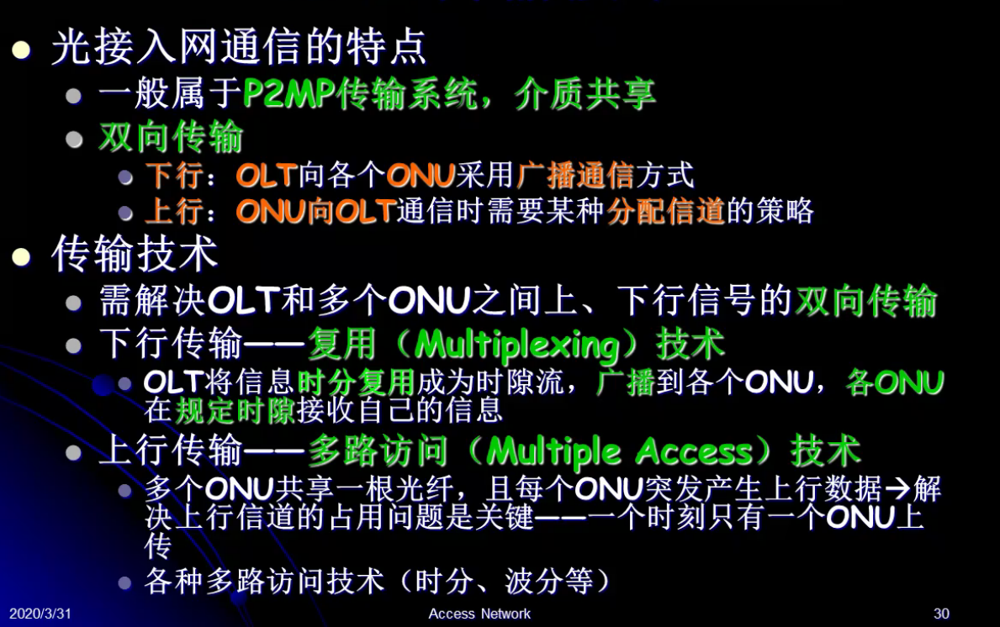 光接入网通信的特点
一般属于P2MP传输系统，介质共享
双向传输
下行：OLT向各个ONU采用广播通信方式
上行：ONU向OLT通信时需要某种分配信道的策略
传输技术
需解决OLT和多个ONU之间上、下行信号的双向传输
下行传输——复用（Multiplexing）技术
OLT将信息时分复用成为时隙流，广播到各个ONU，各ONU
在规定时隙接收自己的信息
上行传输——多路访问（Multiple Access）技术
多个ONU共享一根光纤，且每个ONU突发产生上行数据→解
决上行信道的占用问题是关键——一个时刻只有一个ONU上
传
各种多路访问技术（时分、波分等）
2020/3/31 Access Network 30